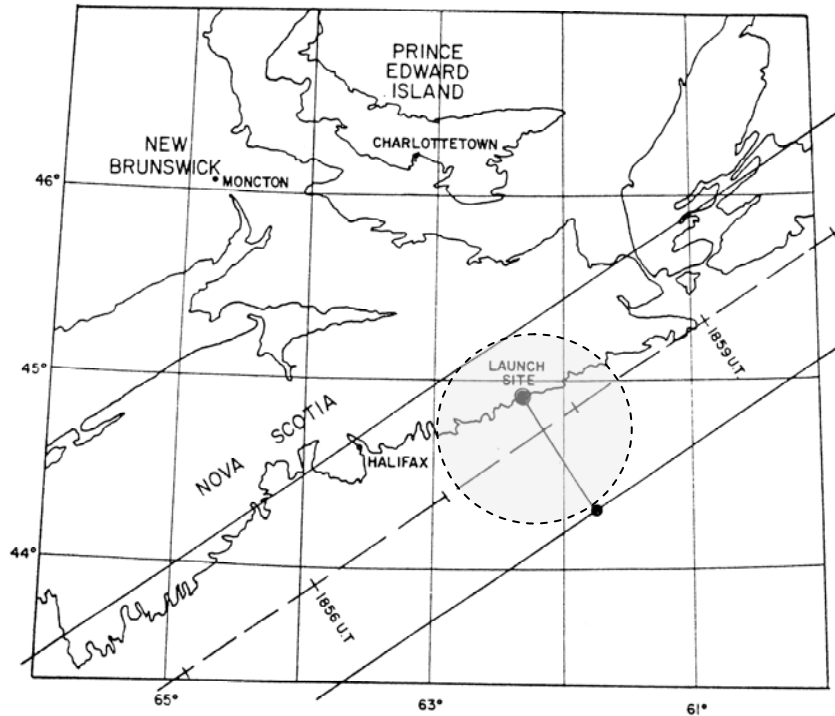 PRINCE
EDWARD
ISLAND
CHARLOTTETOWN
NEW
BRUNSWICK
MONCTON
46°
45°
LAUNCH
SITE
1859 U.T.
NOVA SCOTIA
HALIFAX
44°
1856 U.T
65°
63°
61°